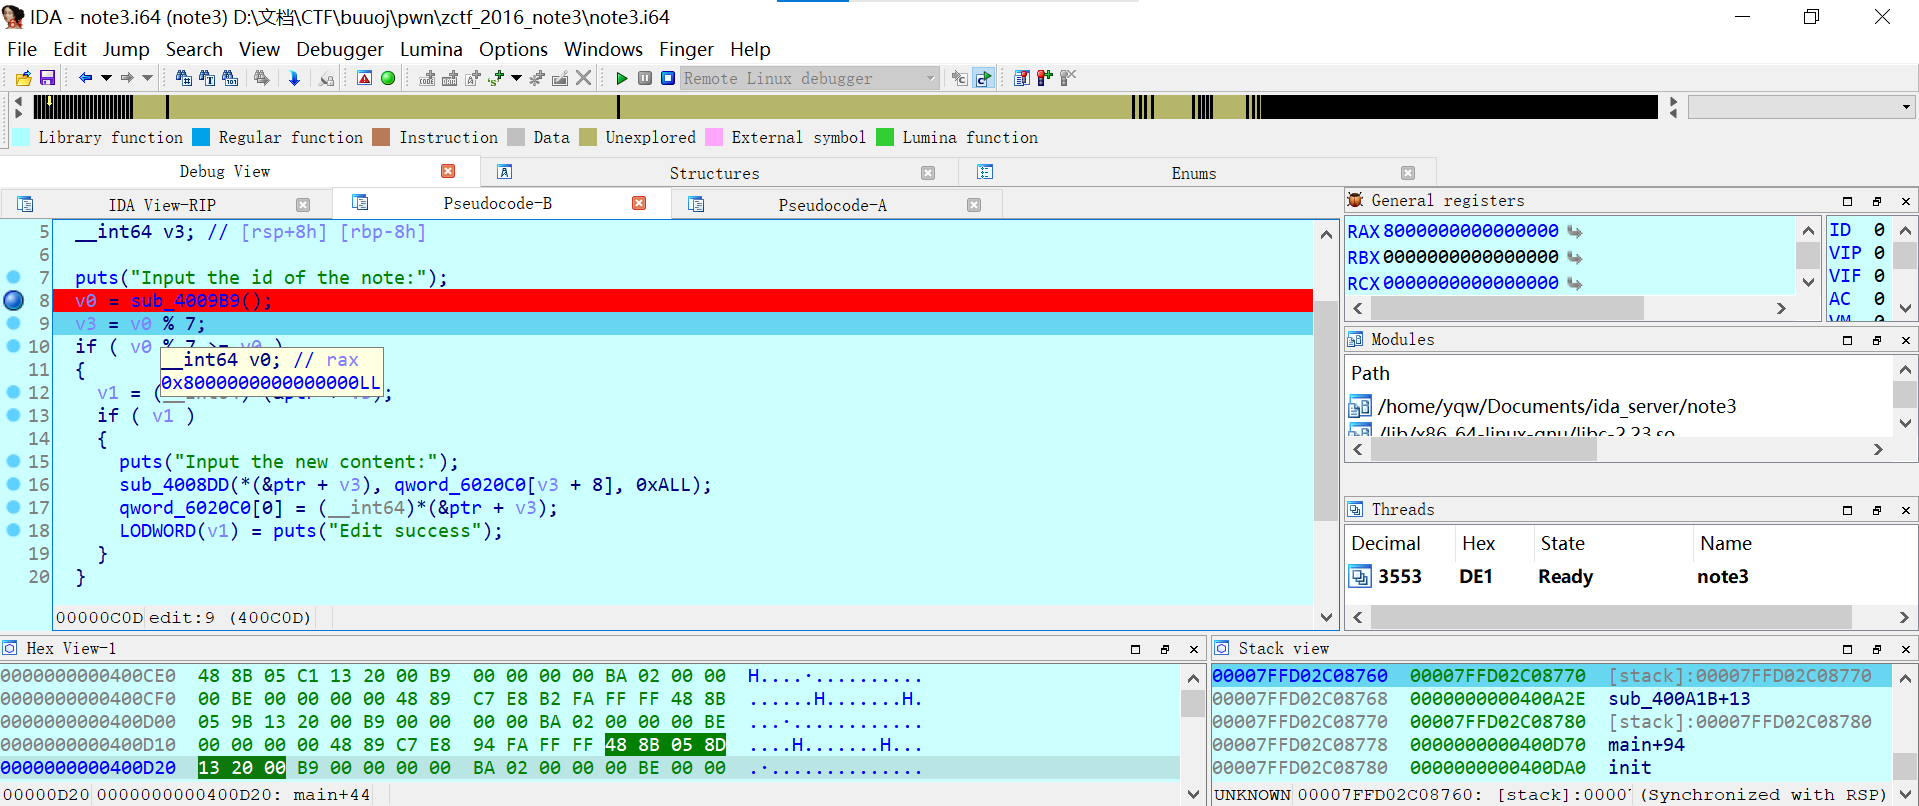 IDA - note3.i64 (note3) D:\文档\CTF\buuoj\pwn\zctf_2016_note3\note3.i64
File Edit Jump Search View Debugger Lumina Options Windows Finger Help
Remote Linux debugger
Library function Regular function Instruction Data Unexplored External symbol Lumina function
Debug View Structures Enums
IDA View-RIP Pseudocode-B Pseudocode-A
5 __int64 v3; // [rsp+8h] [rbp-8h]
6
7 puts("Input the id of the note:");
8 v0 = sub_4009B9();
9 v3 = v0 % 7;
10 if ( v0 % 7 >= v0 )
__int64 v0; // rax
0x8000000000000000LL
11 {
12 v1 = (
13 if ( v1 )
14 {
15 puts("Input the new content:");
16 sub_4008DD(*(&ptr + v3), qword_6020C0[v3 + 8], 0xALL);
17 qword_6020C0[0] = (__int64)*(&ptr + v3);
18 LODWORD(v1) = puts("Edit success");
19 }
20 }
00000C0D edit:9 (400C0D)
General registers
RAX 8000000000000000
RBX 0000000000000000
RCX 0000000000000000
ID 0
VIP 0
VIF 0
AC 0
VM 0
Modules
Path
/home/yqw/Documents/ida_server/note3
/lib/x86_64-linux-gnu/libc-2.23.so
Threads
Decimal Hex State Name
3553 DE1 Ready note3
Hex View-1
0000000000400CE0 48 8B 05 C1 13 20 00 B9 00 00 00 00 BA 02 00 00 H....·..........
0000000000400CF0 00 BE 00 00 00 00 48 89 C7 E8 B2 FA FF FF 48 8B ......H.......H.
0000000000400D00 05 9B 13 20 00 B9 00 00 00 00 BA 02 00 00 00 BE ...·............
0000000000400D10 00 00 00 00 48 89 C7 E8 94 FA FF FF 48 8B 05 8D ....H.......H...
0000000000400D20 13 20 00 B9 00 00 00 00 BA 02 00 00 00 BE 00 00 .·..............
00000D20 0000000000400D20: main+44
Stack view
00007FFD02C08760 00007FFD02C08770 [stack]:00007FFD02C08770
00007FFD02C08768 0000000000400A2E sub_400A1B+13
00007FFD02C08770 00007FFD02C08780 [stack]:00007FFD02C08780
00007FFD02C08778 0000000000400D70 main+94
00007FFD02C08780 0000000000400DA0 init
UNKNOWN 00007FFD02C08760: [stack]:0000 (Synchronized with RSP)